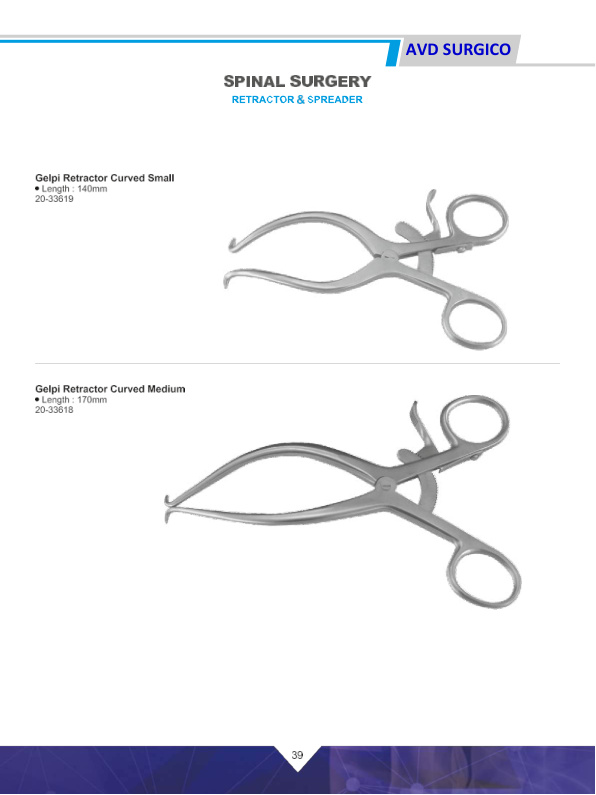 AVD SURGICO
SPINAL SURGERY
RETRACTOR & SPREADER
Gelpi Retractor Curved Small
• Length : 140mm
20-33619
Gelpi Retractor Curved Medium
• Length : 170mm
20-33618
39